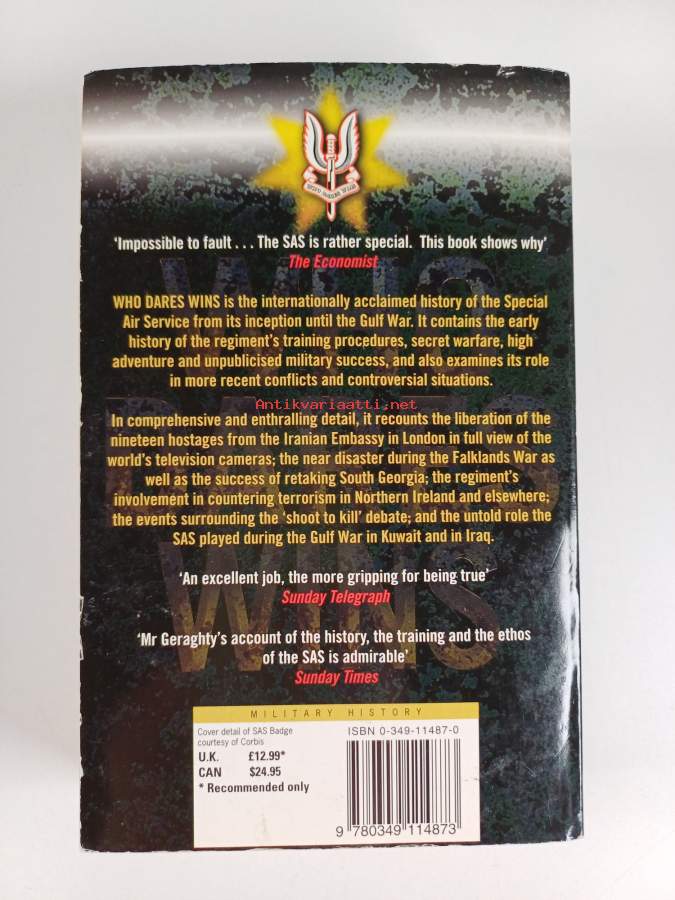 WHO DARES WINS
'Impossible to fault . . . The SAS is rather special. This book shows why'
The Economist
WHO DARES WINS is the internationally acclaimed history of the Special
Air Service from its inception until the Gulf War. It contains the early
history of the regiment's training procedures, secret warfare, high
adventure and unpublicised military success, and also examines its role
in more recent conflicts and controversial situations.
Antikvariaatti.net
In comprehensive and enthralling detail, it recounts the liberation of the
nineteen hostages from the Iranian Embassy in London in full view of the
world's television cameras; the near disaster during the Falklands War as
well as the success of retaking South Georgia; the regiment's
involvement in countering terrorism in Northern Ireland and elsewhere;
the events surrounding the 'shoot to kill' debate; and the untold role the
SAS played during the Gulf War in Kuwait and in Iraq.
'An excellent job, the more gripping for being true'
Sunday Telegraph
'Mr Geraghty's account of the history, the training and the ethos
of the SAS is admirable'
Sunday Times
WHO
DARES
WINS
MILITARY HISTORY
Cover detail of SAS Badge
courtesy of Corbis
U.K. £12.99*
CAN $24.95
* Recommended only
ISBN 0-349-11487-0
9 780349 114873